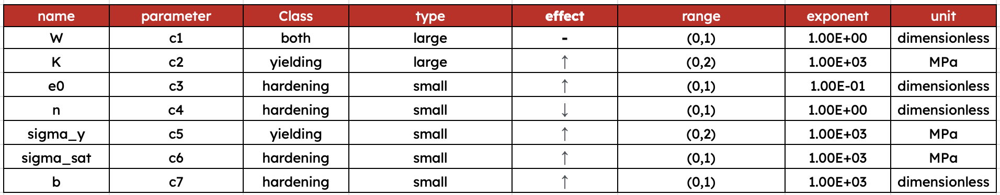 name parameter Class type effect range exponent unit
W c1 both large - (0,1) 1.00E+00 dimensionless
K c2 yielding large ↑ (0,2) 1.00E+03 MPa
e0 c3 hardening small ↑ (0,1) 1.00E-01 dimensionless
n c4 hardening small ↓ (0,1) 1.00E+00 dimensionless
sigma_y c5 yielding small ↑ (0,2) 1.00E+03 MPa
sigma_sat c6 hardening small ↑ (0,1) 1.00E+03 MPa
b c7 hardening small ↑ (0,1) 1.00E+03 dimensionless